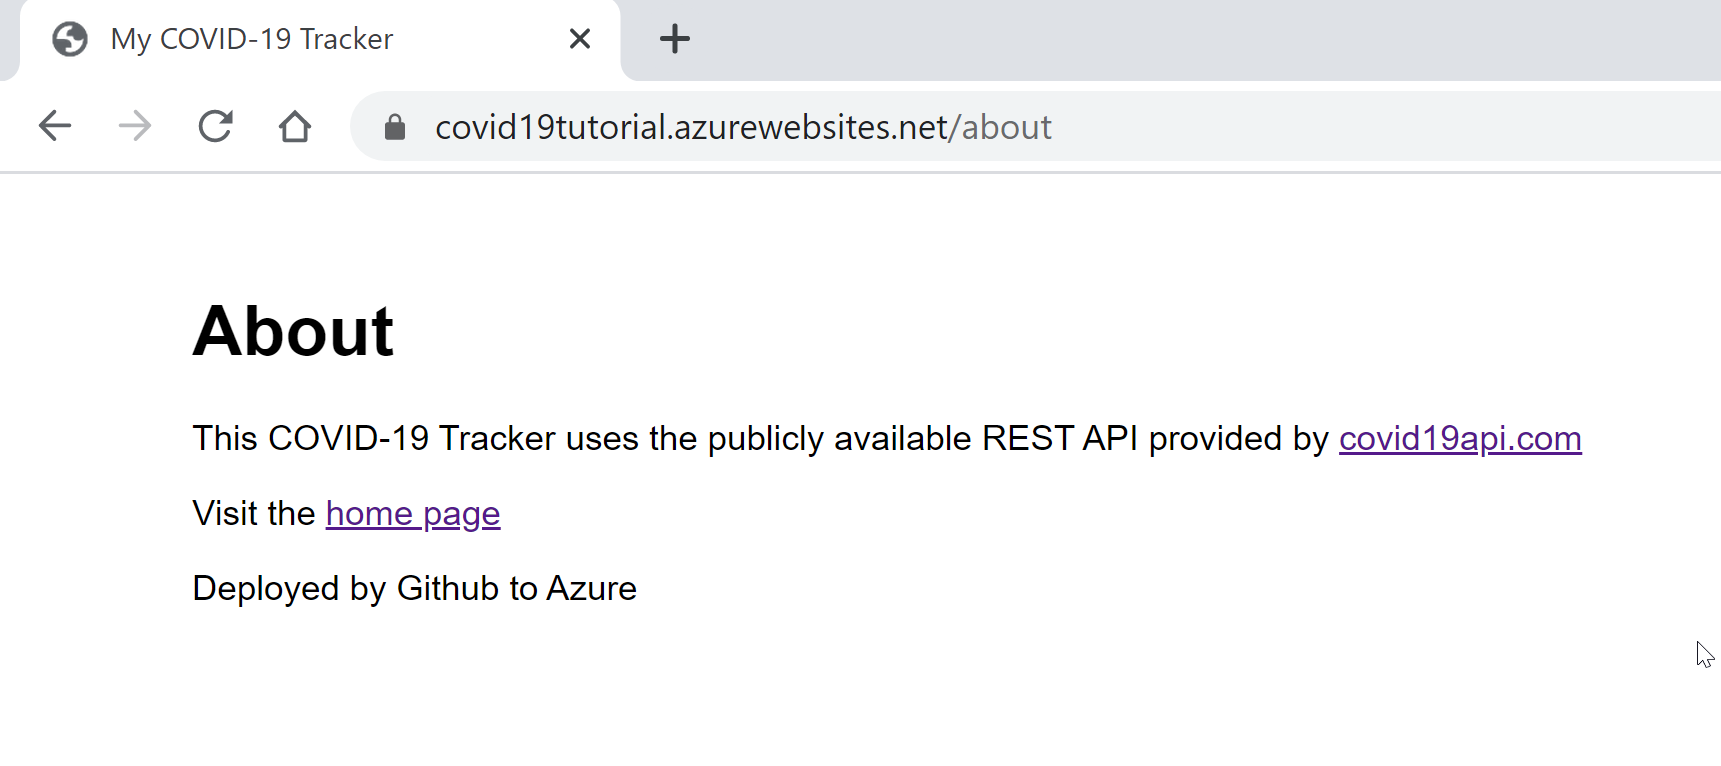 My COVID-19 Tracker
covid19tutorial.azurewebsites.net/about
About
This COVID-19 Tracker uses the publicly available REST API provided by covid19api.com
Visit the home page
Deployed by Github to Azure